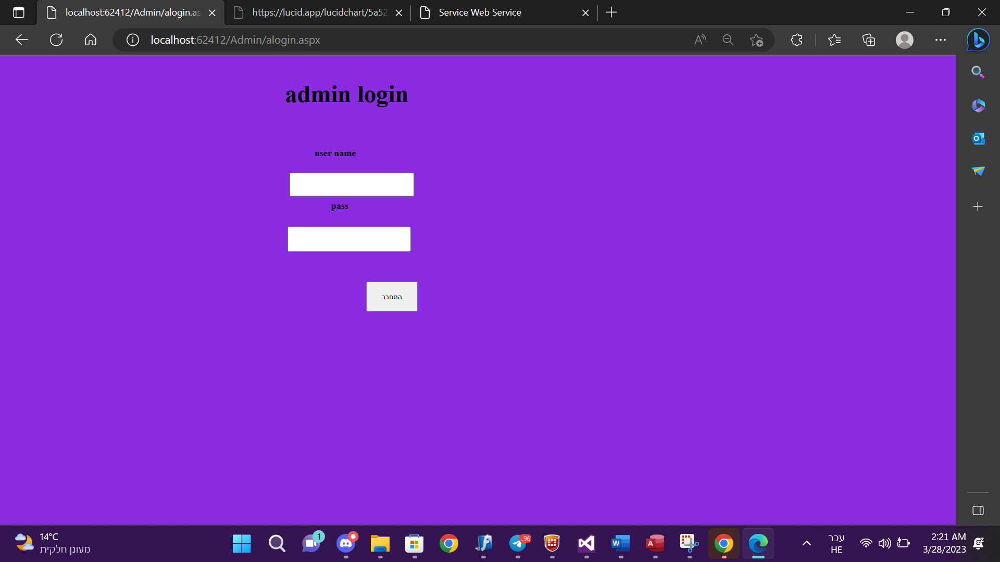 localhost:62412/Admin/alogin.as
https://lucid.app/lucidchart/5a52
Service Web Service
localhost:62412/Admin/alogin.aspx
admin login
user name
pass
התחבר
14°C
מעונן חלקית
1
..96
עבר
HE
2:21 AM
3/28/2023